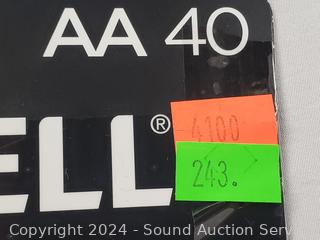 AA 40
ELL®
4100
243.
Copyright 2024 - Sound Auction Serv